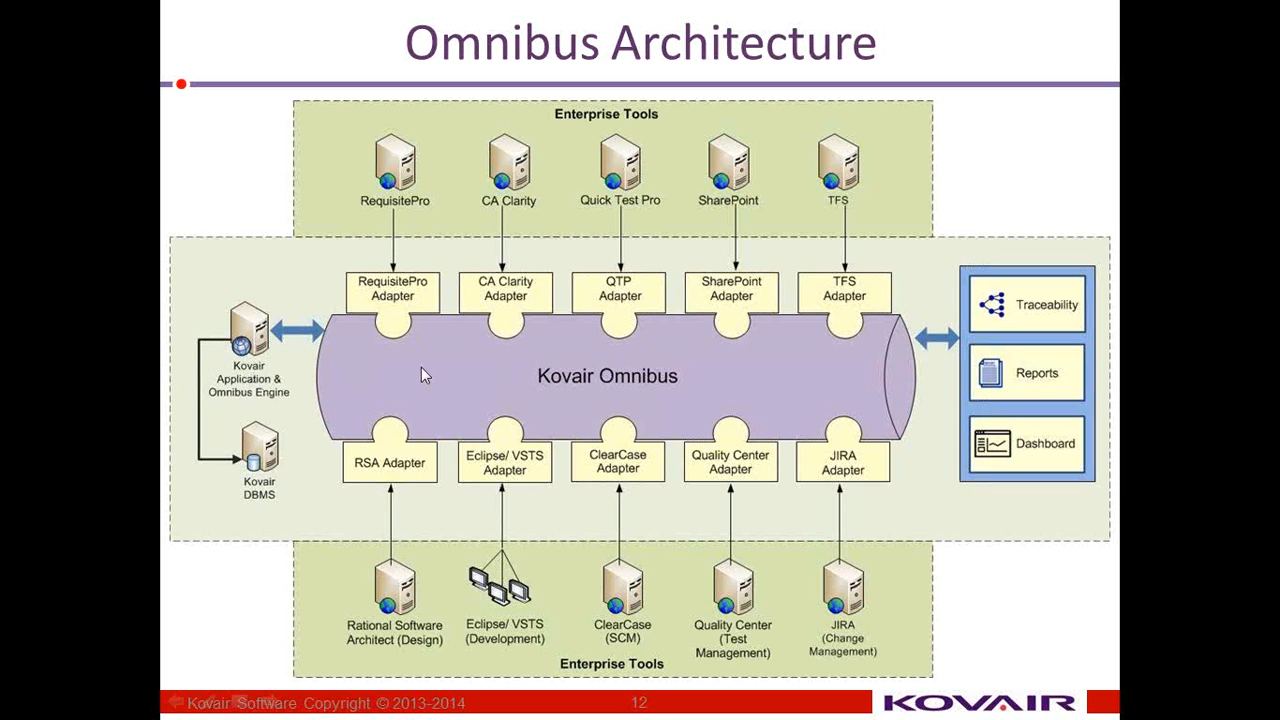 Omnibus Architecture
Enterprise Tools
RequisitePro
CA Clarity
Quick Test Pro
SharePoint
TFS
RequisitePro
Adapter
CA Clarity
Adapter
QTP
Adapter
SharePoint
Adapter
TFS
Adapter
Kovair
Application &
Omnibus Engine
Kovair
DBMS
Kovair Omnibus
Traceability
Reports
Dashboard
RSA Adapter
Eclipse/ VSTS
Adapter
ClearCase
Adapter
Quality Center
Adapter
JIRA
Adapter
Rational Software
Architect (Design)
Eclipse/ VSTS
(Development)
ClearCase
(SCM)
Quality Center
(Test
Management)
JIRA
(Change
Management)
Enterprise Tools
Kovair Software Copyright © 2013-2014
12
KOVAIR